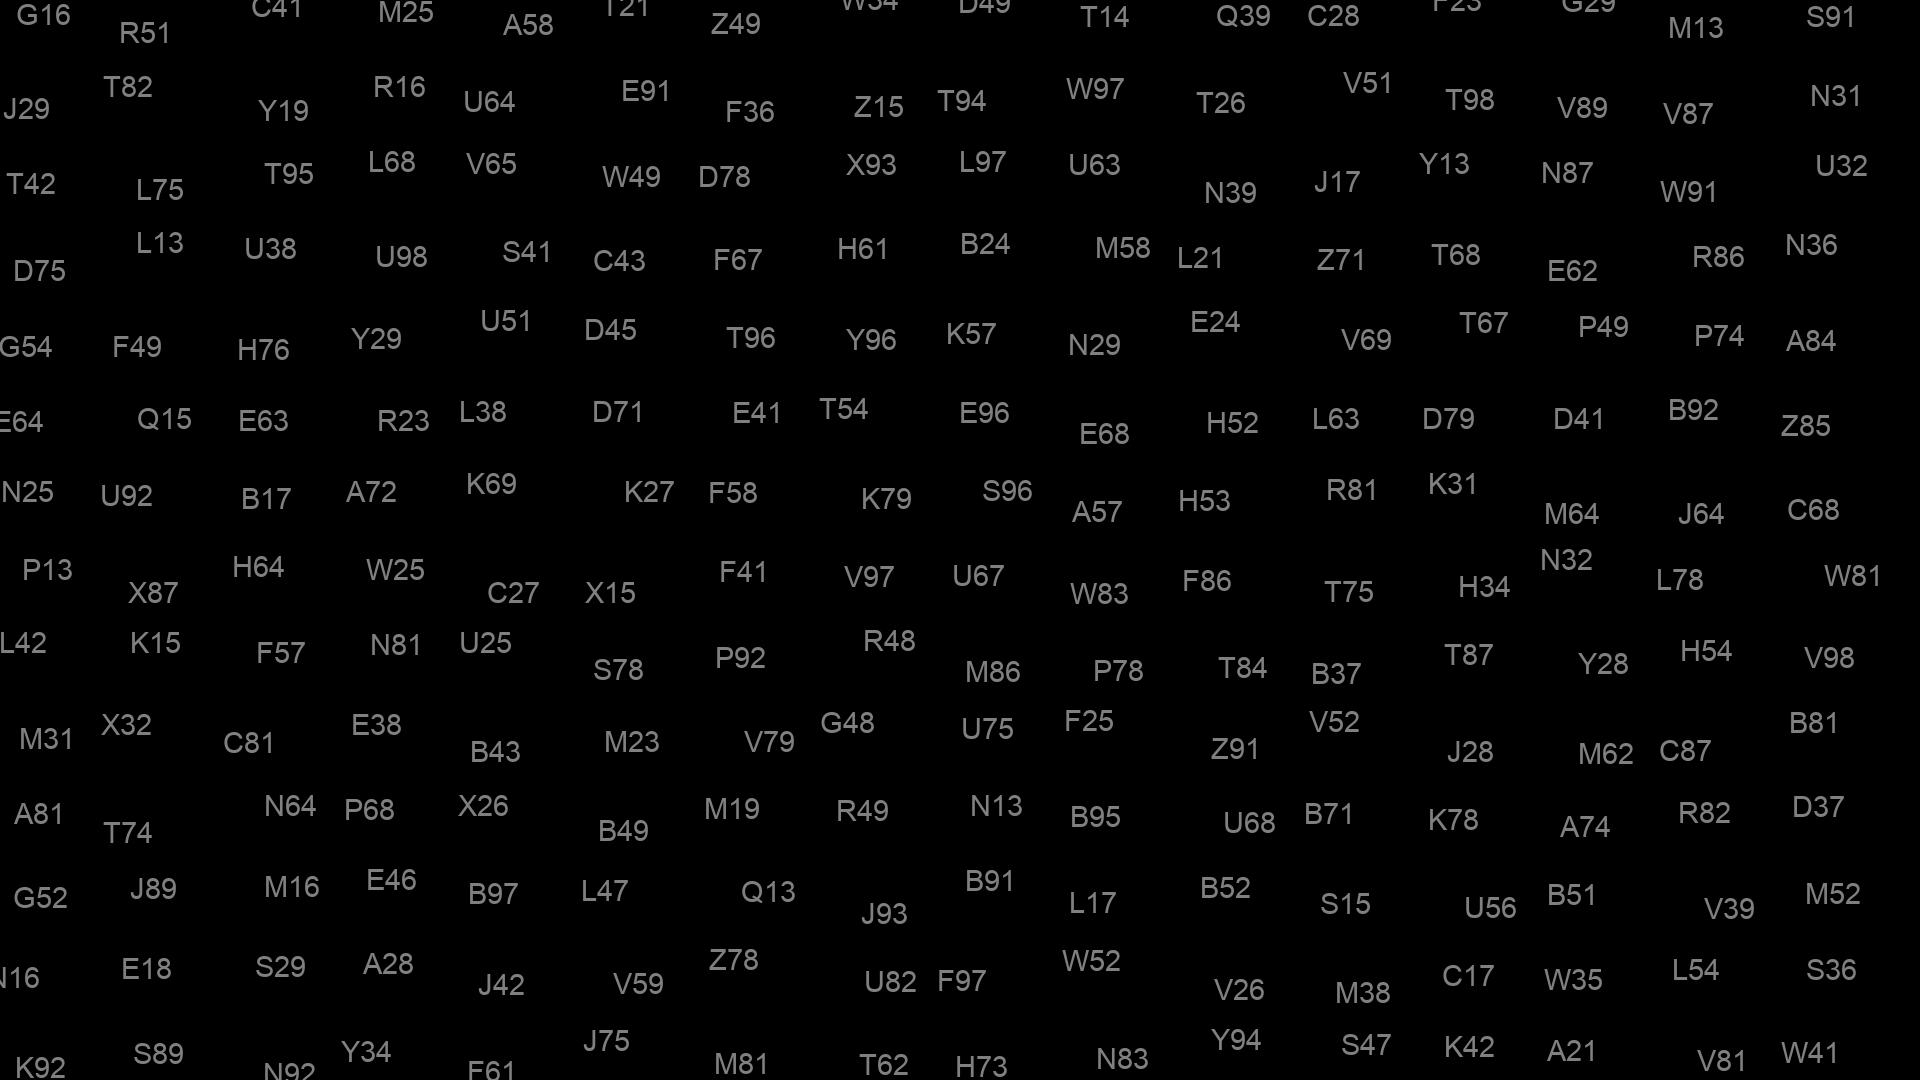 G16 R51 C41 M25 A58 T21 Z49 W34 D49 T14 Q39 C28 F23 G29 M13 S91
J29 T82 Y19 R16 U64 E91 F36 Z15 T94 W97 T26 V51 T98 V89 V87 N31
T42 L75 T95 L68 V65 W49 D78 X93 L97 U63 N39 J17 Y13 N87 W91 U32
D75 L13 U38 U98 S41 C43 F67 H61 B24 M58 L21 Z71 T68 E62 R86 N36
G54 F49 H76 Y29 U51 D45 T96 Y96 K57 N29 E24 V69 T67 P49 P74 A84
E64 Q15 E63 R23 L38 D71 E41 T54 E96 E68 H52 L63 D79 D41 B92 Z85
N25 U92 B17 A72 K69 K27 F58 K79 S96 A57 H53 R81 K31 M64 J64 C68
P13 X87 H64 W25 C27 X15 F41 V97 U67 W83 F86 T75 H34 N32 L78 W81
L42 K15 F57 N81 U25 S78 P92 R48 M86 P78 T84 B37 T87 Y28 H54 V98
M31 X32 C81 E38 B43 M23 V79 G48 U75 F25 Z91 V52 J28 M62 C87 B81
A81 T74 N64 P68 X26 B49 M19 R49 N13 B95 U68 B71 K78 A74 R82 D37
G52 J89 M16 E46 B97 L47 Q13 J93 B91 L17 B52 S15 U56 B51 V39 M52
E18 S29 A28 J42 V59 Z78 U82 F97 W52 V26 M38 C17 W35 L54 S36
K92 S89 N92 Y34 F61 J75 M81 T62 H73 N83 Y94 S47 K42 A21 V81 W41